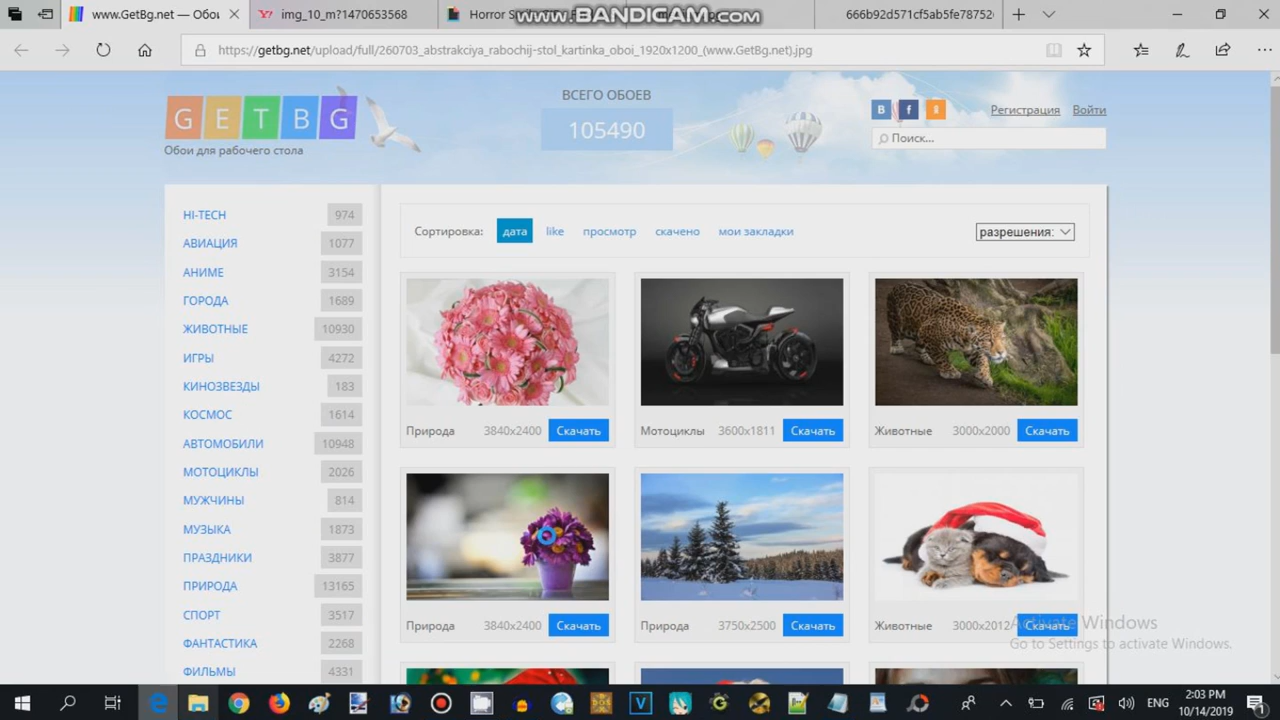 www.GetBg.net — Обои
img_10_m?1470653768
Horror S
www.BANDICAM.com
666b92d571cf5ab5fe78752
https://getbg.net/upload/full/260703_abstrakciya_rabochij-stol_kartinka_oboi_1920x1200_(www.GetBg.net).jpg
GETBG
Обои для рабочего стола
ВСЕГО ОБОЕВ
105490
B f Я
Регистрация Войти
Поиск...
HI-TECH 974
АВИАЦИЯ 1077
АНИМЕ 3154
ГОРОДА 1689
ЖИВОТНЫЕ 10930
ИГРЫ 4272
КИНОЗВЕЗДЫ 183
КОСМОС 1614
АВТОМОБИЛИ 10948
МОТОЦИКЛЫ 2026
МУЖЧИНЫ 814
МУЗЫКА 1873
ПРАЗДНИКИ 3877
ПРИРОДА 13165
СПОРТ 3517
ФАНТАСТИКА 2268
ФИЛЬМЫ 4331
Сортировка: дата like просмотр скачено мои закладки
разрешения:
Природа 3840x2400 Скачать
Мотоциклы 3600x1811 Скачать
Животные 3000x2000 Скачать
Природа 3840x2400 Скачать
Природа 3750x2500 Скачать
Животные 3000x2012 Скачать
Activate Windows
Go to Settings to activate Windows.
ENG
2:03 PM
10/14/2019